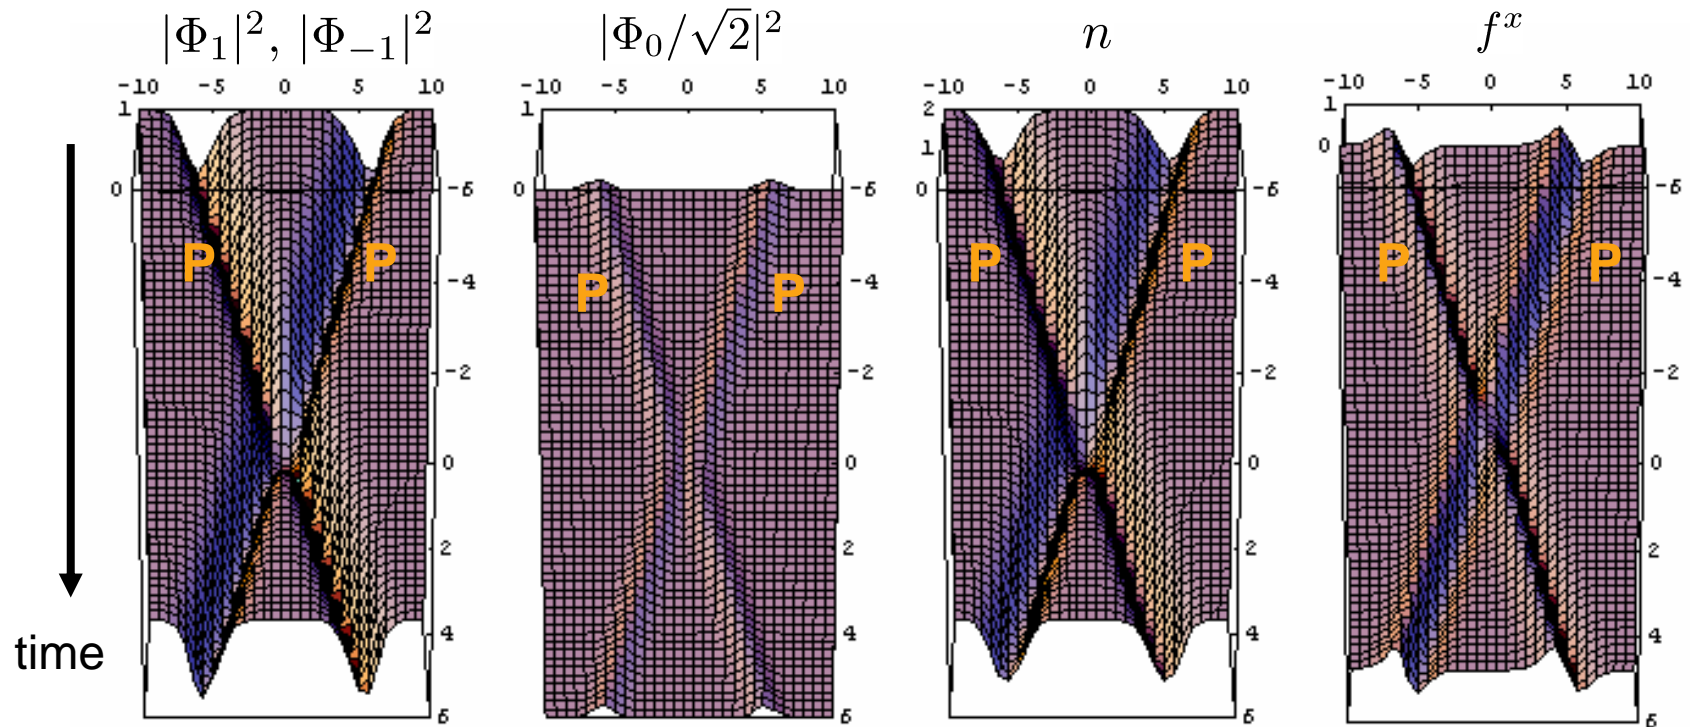 |Φ₁|², |Φ₋₁|² |Φ₀/√2|² n fˣ
-10 -5 0 5 10 -10 -5 0 5 10 -10 -5 0 5 10 -10 -5 0 5 10
1 2 1
1 0
0 -6 0 -6 0 -6 -6
P P P P P P
-4 P P -4 -4 -4
-2 -2 -2 -2
0 0 0 0
2 2 2 2
4 4 4 4
time
6 6 6 6